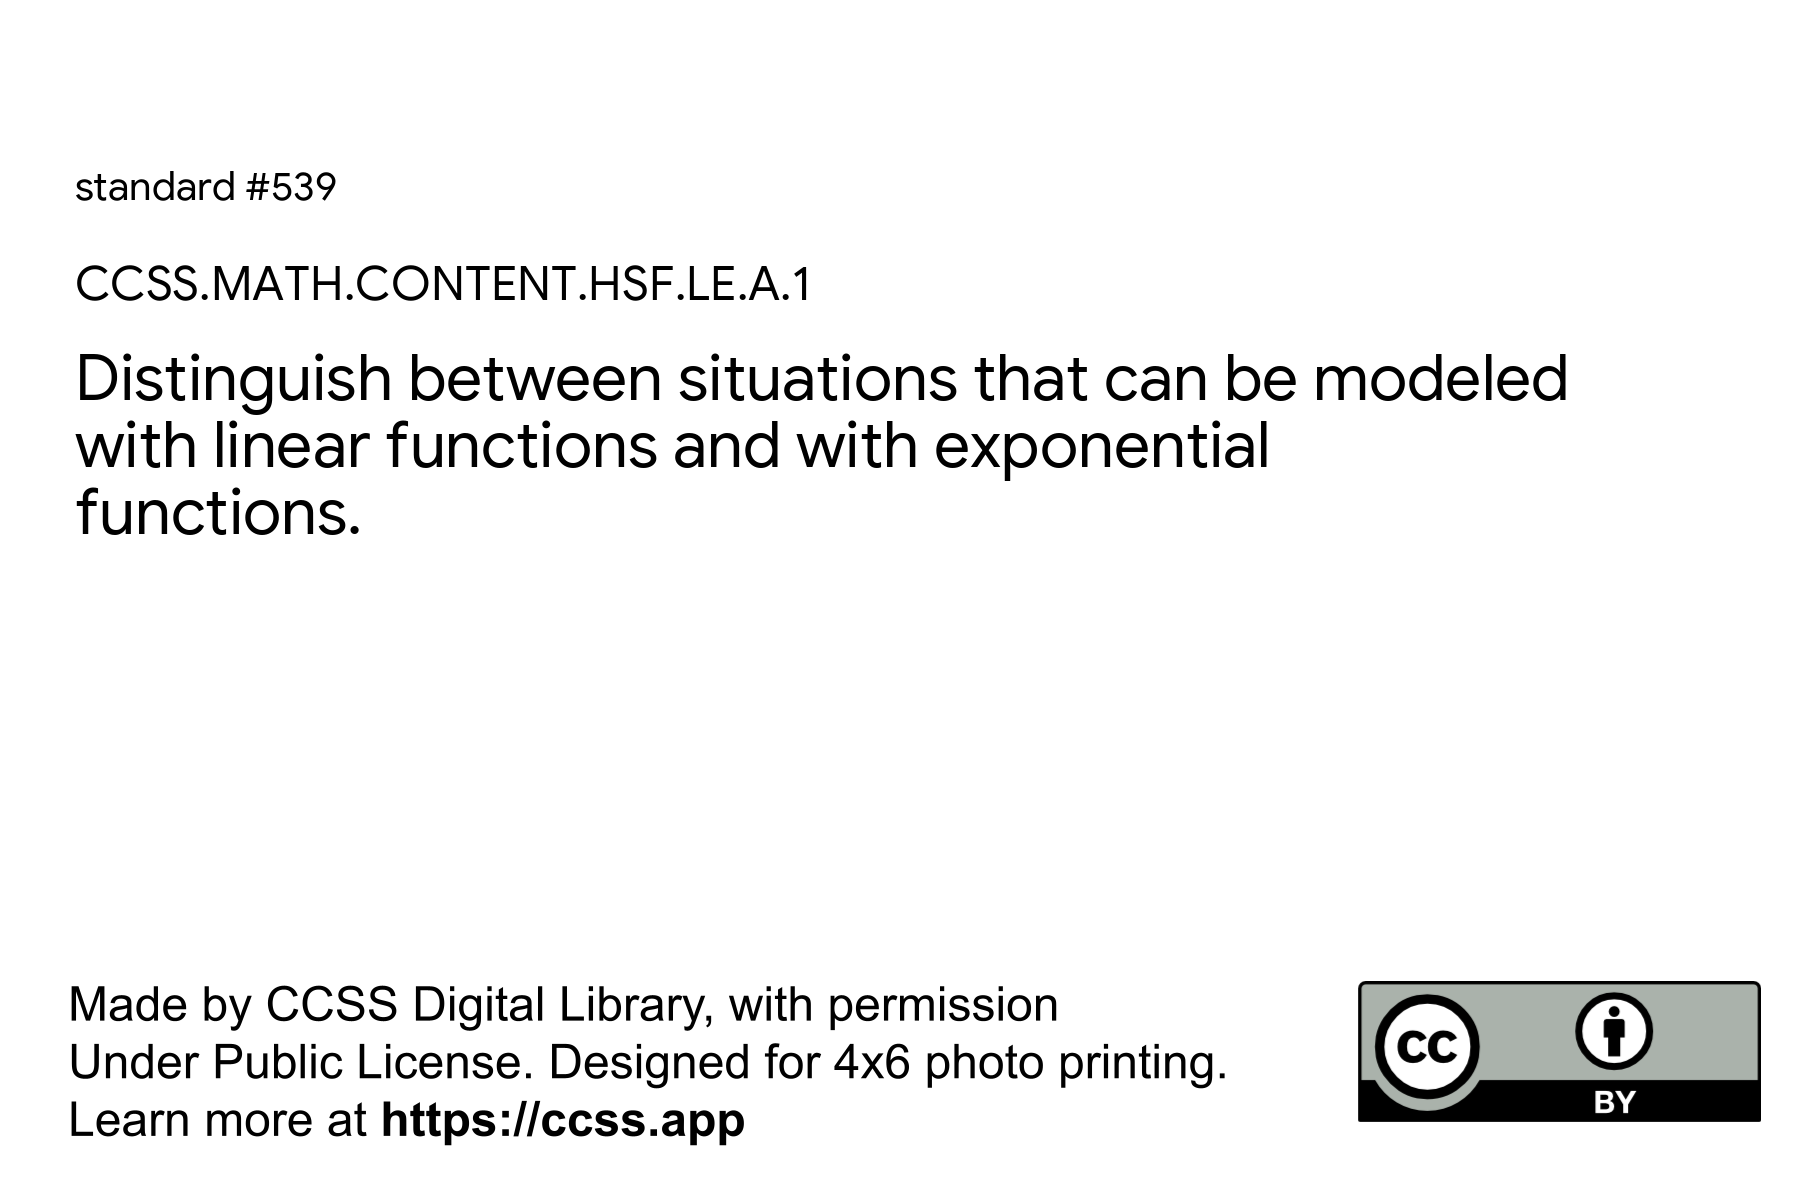 standard #539
CCSS.MATH.CONTENT.HSF.LE.A.1
Distinguish between situations that can be modeled
with linear functions and with exponential
functions.
Made by CCSS Digital Library, with permission
Under Public License. Designed for 4x6 photo printing.
Learn more at https://ccss.app
CC
BY